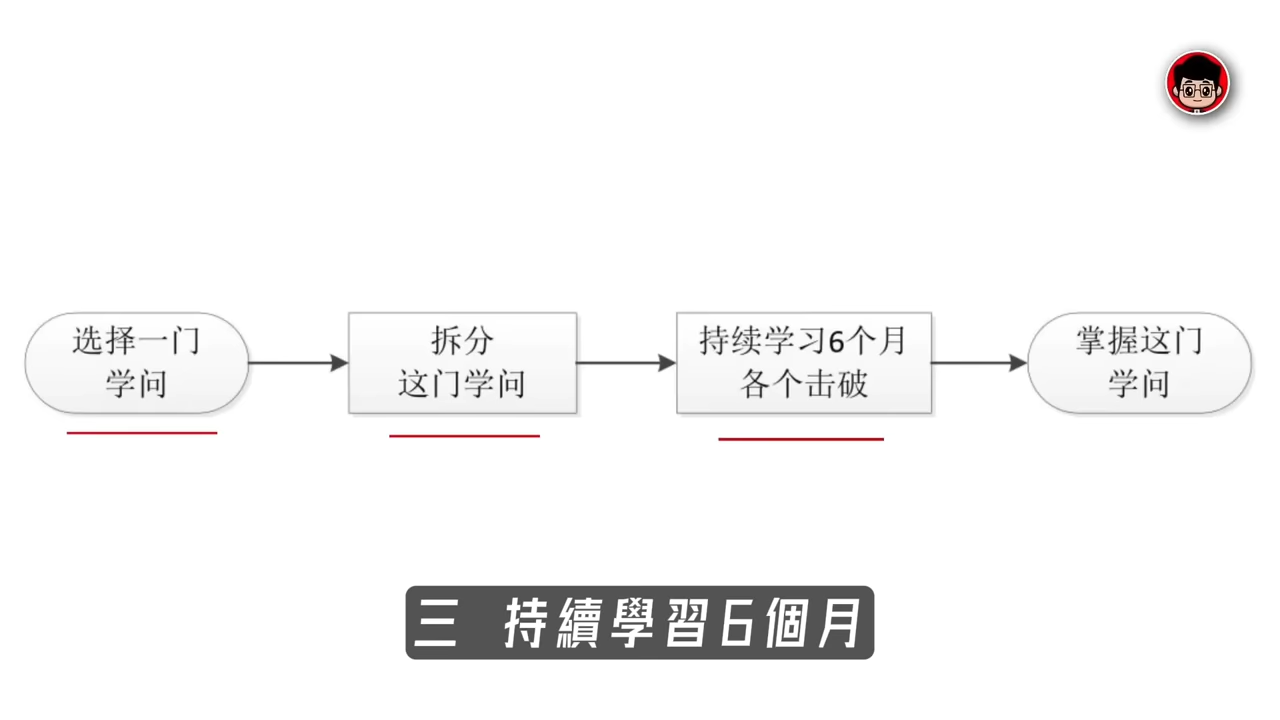 选择一门
学问
拆分
这门学问
持续学习6个月
各个击破
掌握这门
学问
三 持續學習6個月